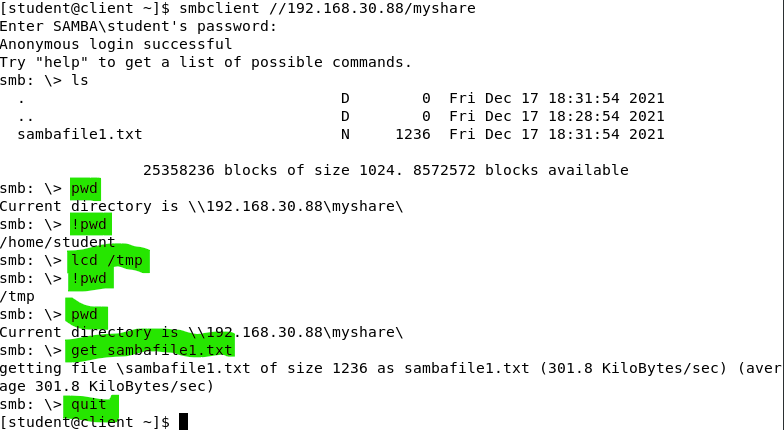 [student@client ~]$ smbclient //192.168.30.88/myshare
Enter SAMBA\student's password:
Anonymous login successful
Try "help" to get a list of possible commands.
smb: \> ls
  .                                   D        0  Fri Dec 17 18:31:54 2021
  ..                                  D        0  Fri Dec 17 18:28:54 2021
  sambafile1.txt                      N     1236  Fri Dec 17 18:31:54 2021
                25358236 blocks of size 1024. 8572572 blocks available
smb: \> pwd
Current directory is \\192.168.30.88\myshare\
smb: \> !pwd
/home/student
smb: \> lcd /tmp
smb: \> !pwd
/tmp
smb: \> pwd
Current directory is \\192.168.30.88\myshare\
smb: \> get sambafile1.txt
getting file \sambafile1.txt of size 1236 as sambafile1.txt (301.8 KiloBytes/sec) (aver
age 301.8 KiloBytes/sec)
smb: \> quit
[student@client ~]$